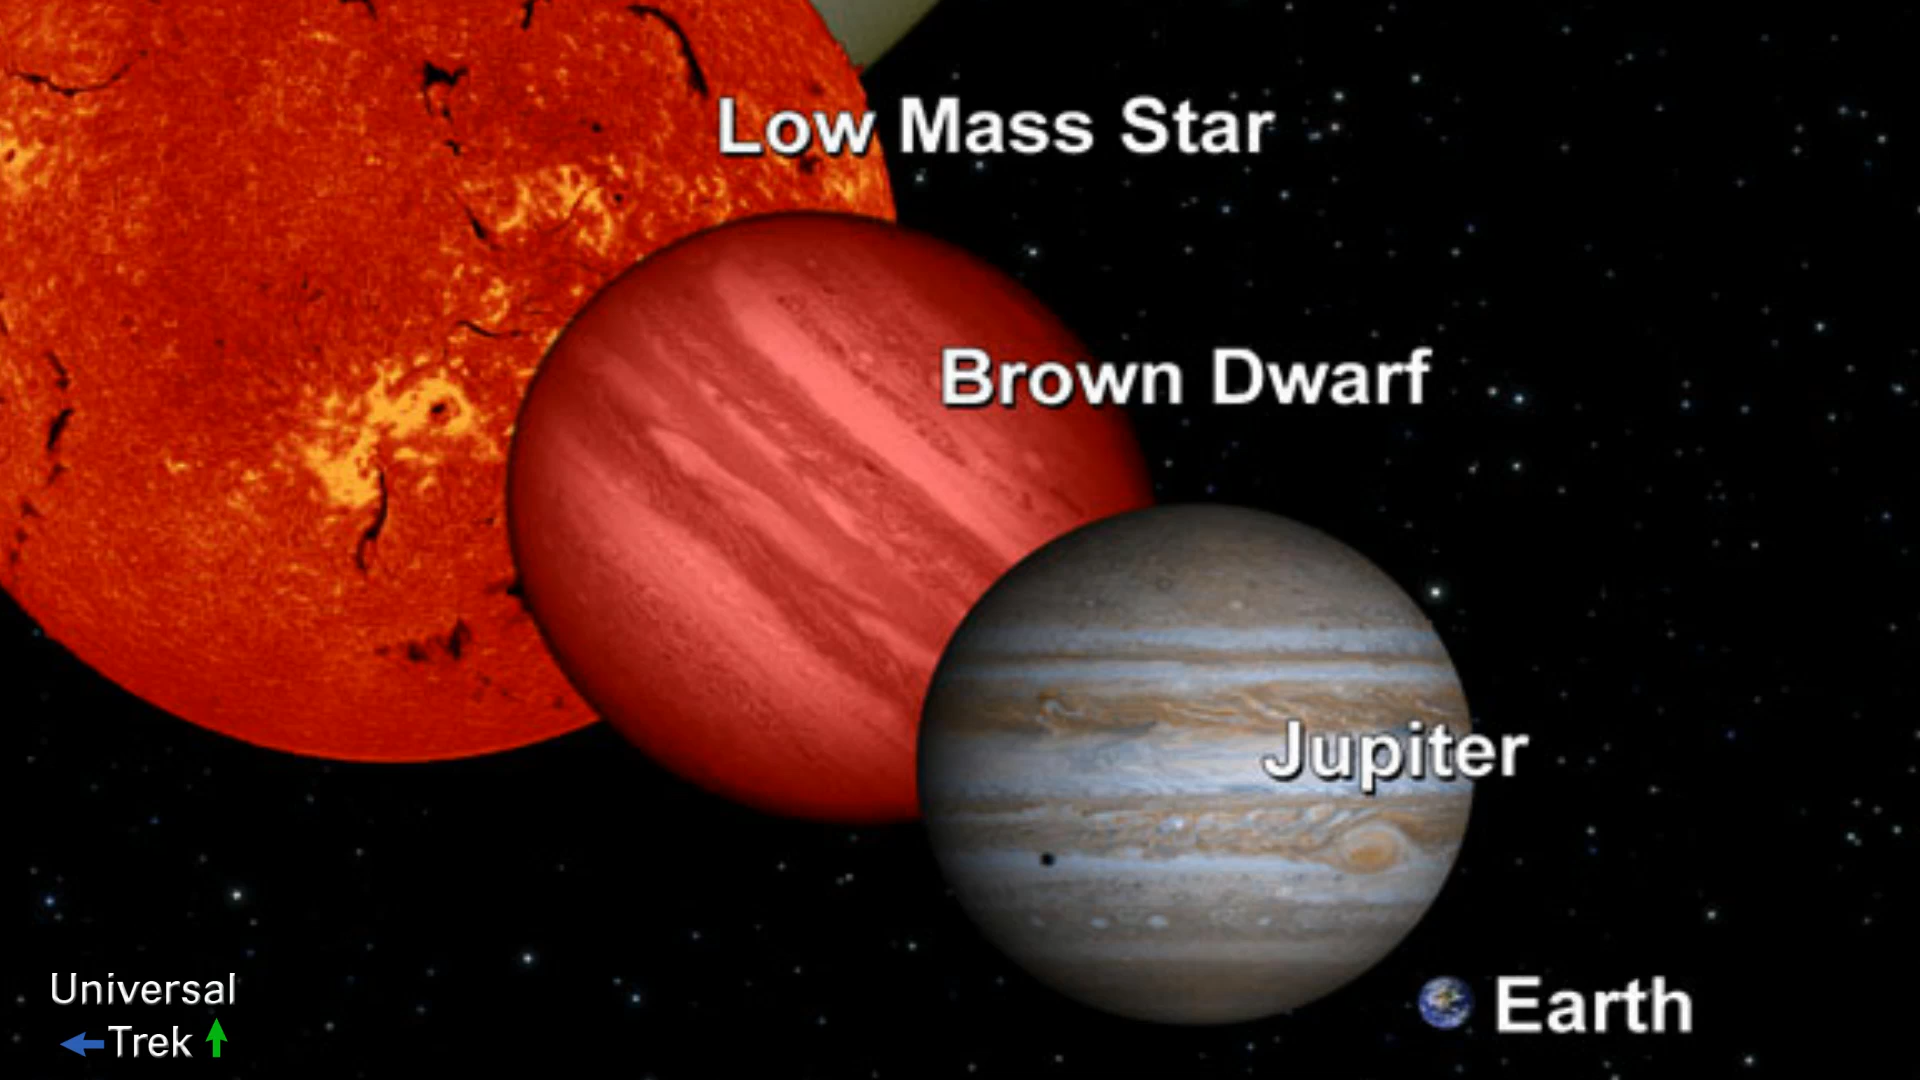 Low Mass Star
Brown Dwarf
Jupiter
Earth
Universal
Trek